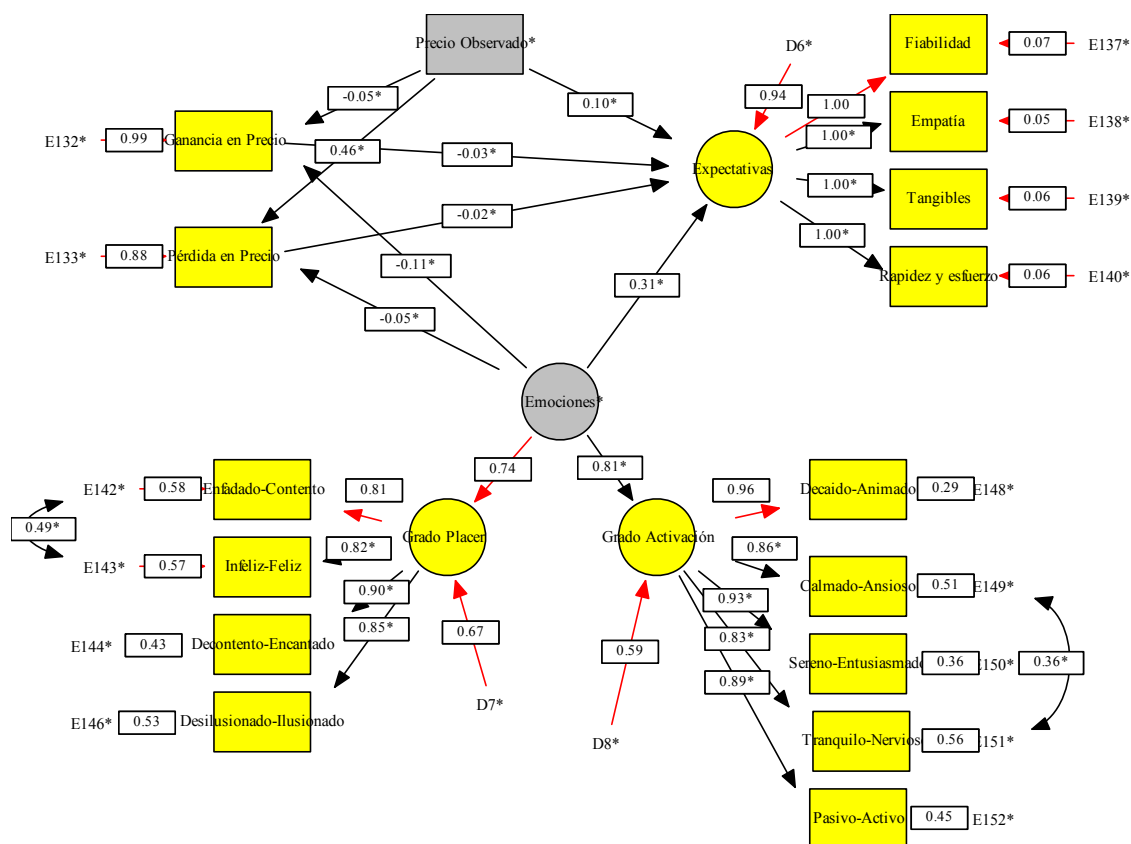 Precio Observado*
Fiabilidad
0.07
E137*
D6*
-0.05*
0.94
0.10*
1.00
Empatía
0.05
E138*
E132*
0.99
Ganancia en Precio
0.46*
-0.03*
1.00*
Expectativas
1.00*
Tangibles
0.06
E139*
-0.02*
1.00*
E133*
0.88
Pérdida en Precio
-0.11*
0.31*
Rapidez y esfuerzo
0.06
E140*
-0.05*
Emociones*
0.74
0.81*
E142*
0.58
Enfadado-Contento
0.81
0.96
Decaido-Animado
0.29
E148*
0.49*
Grado Placer
Grado Activación
E143*
0.57
Infeliz-Feliz
0.82*
0.86*
Calmado-Ansioso
0.51
E149*
0.90*
0.93*
0.85*
0.83*
E144*
0.43
Decontento-Encantado
0.67
0.59
0.89*
Sereno-Entusiasmado
0.36
E150*
0.36*
D7*
E146*
0.53
Desilusionado-Ilusionado
D8*
Tranquilo-Nervioso
0.56
E151*
Pasivo-Activo
0.45
E152*